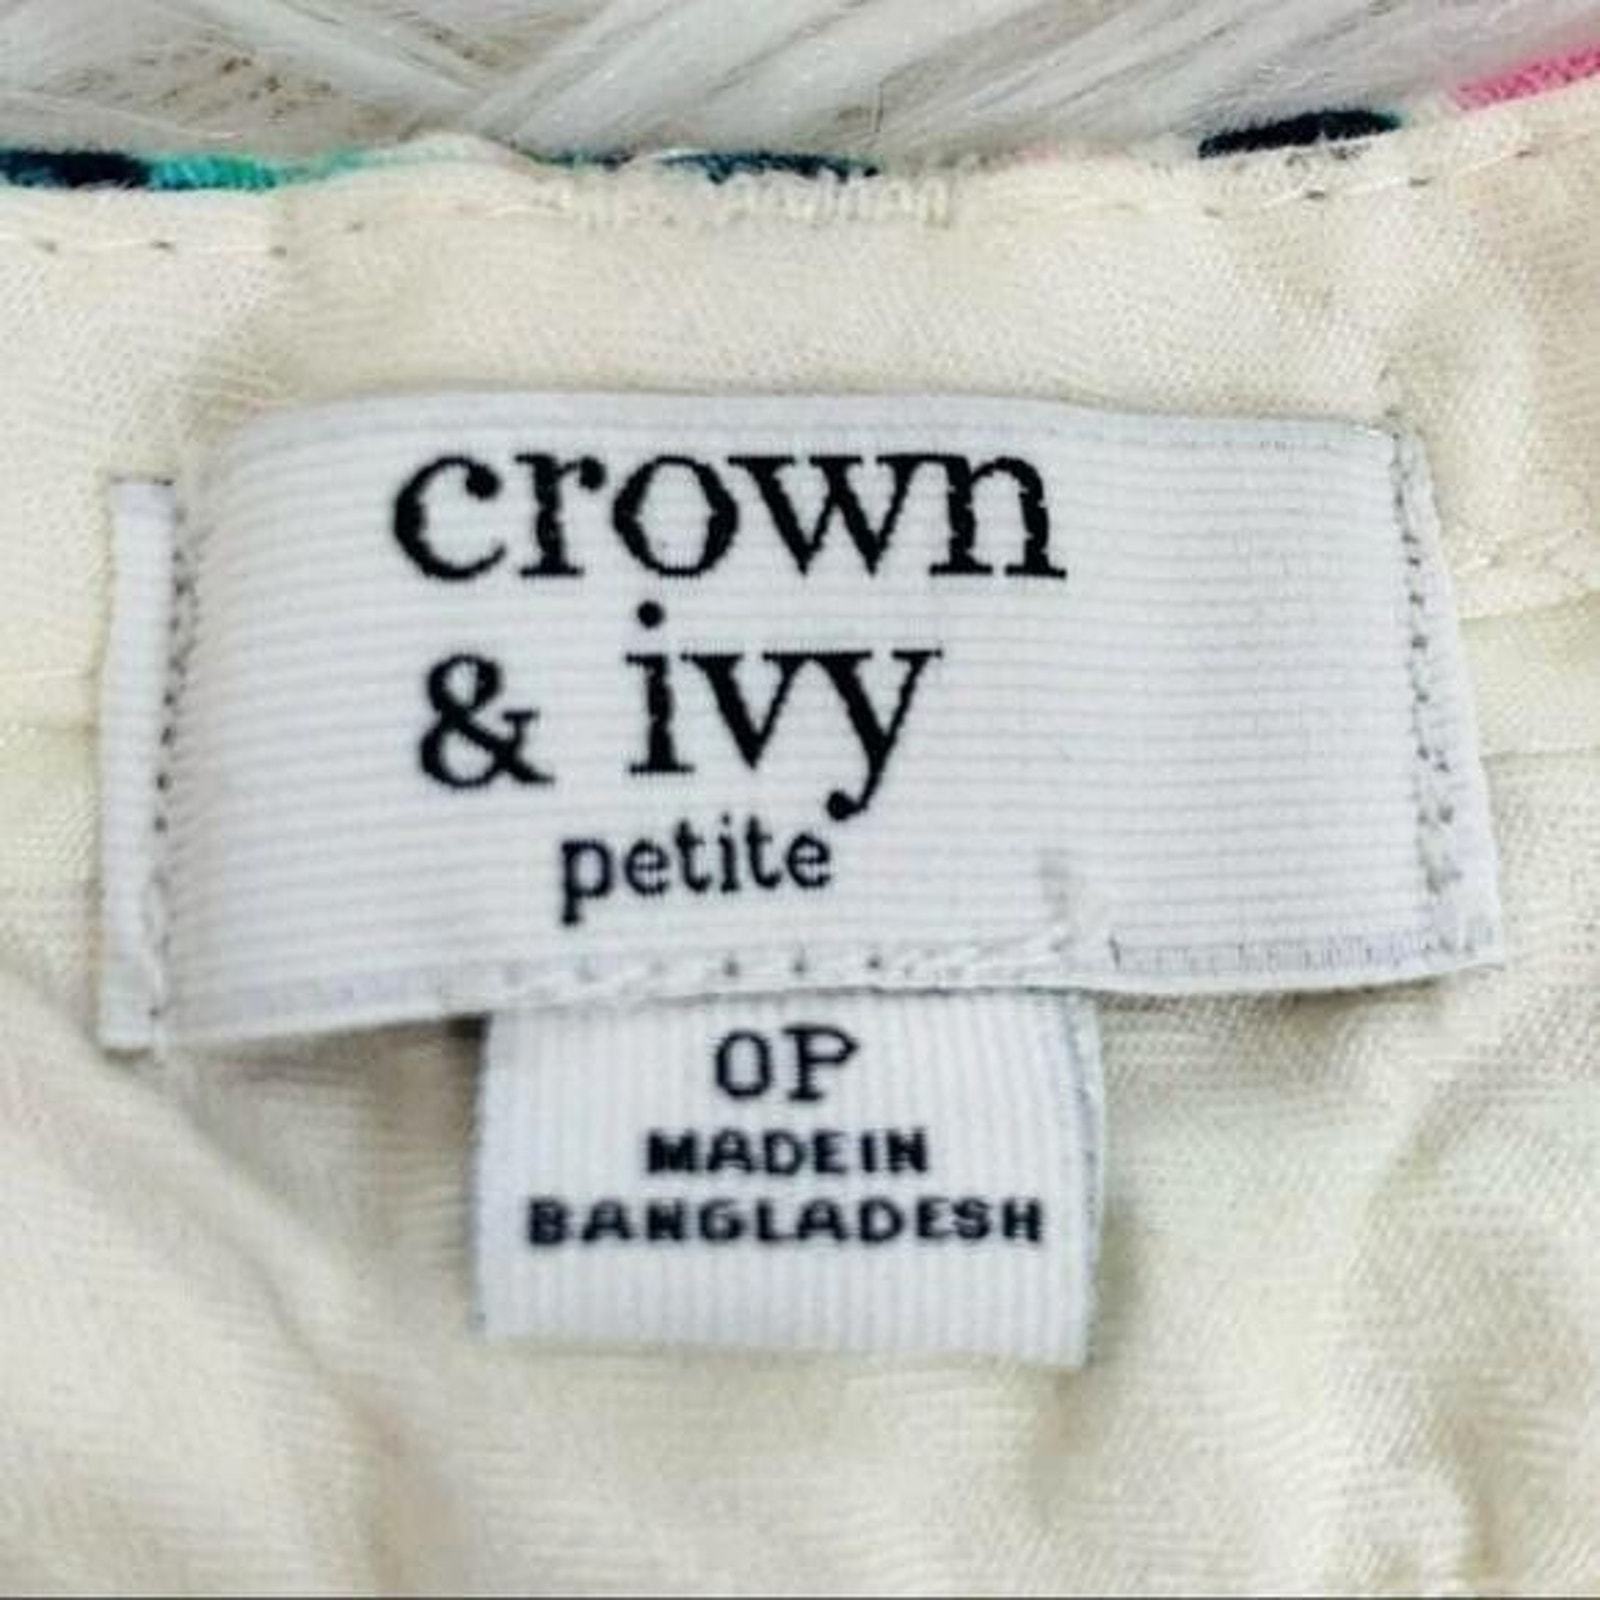 crown
& ivy
petite
0P
MADE IN
BANGLADESH